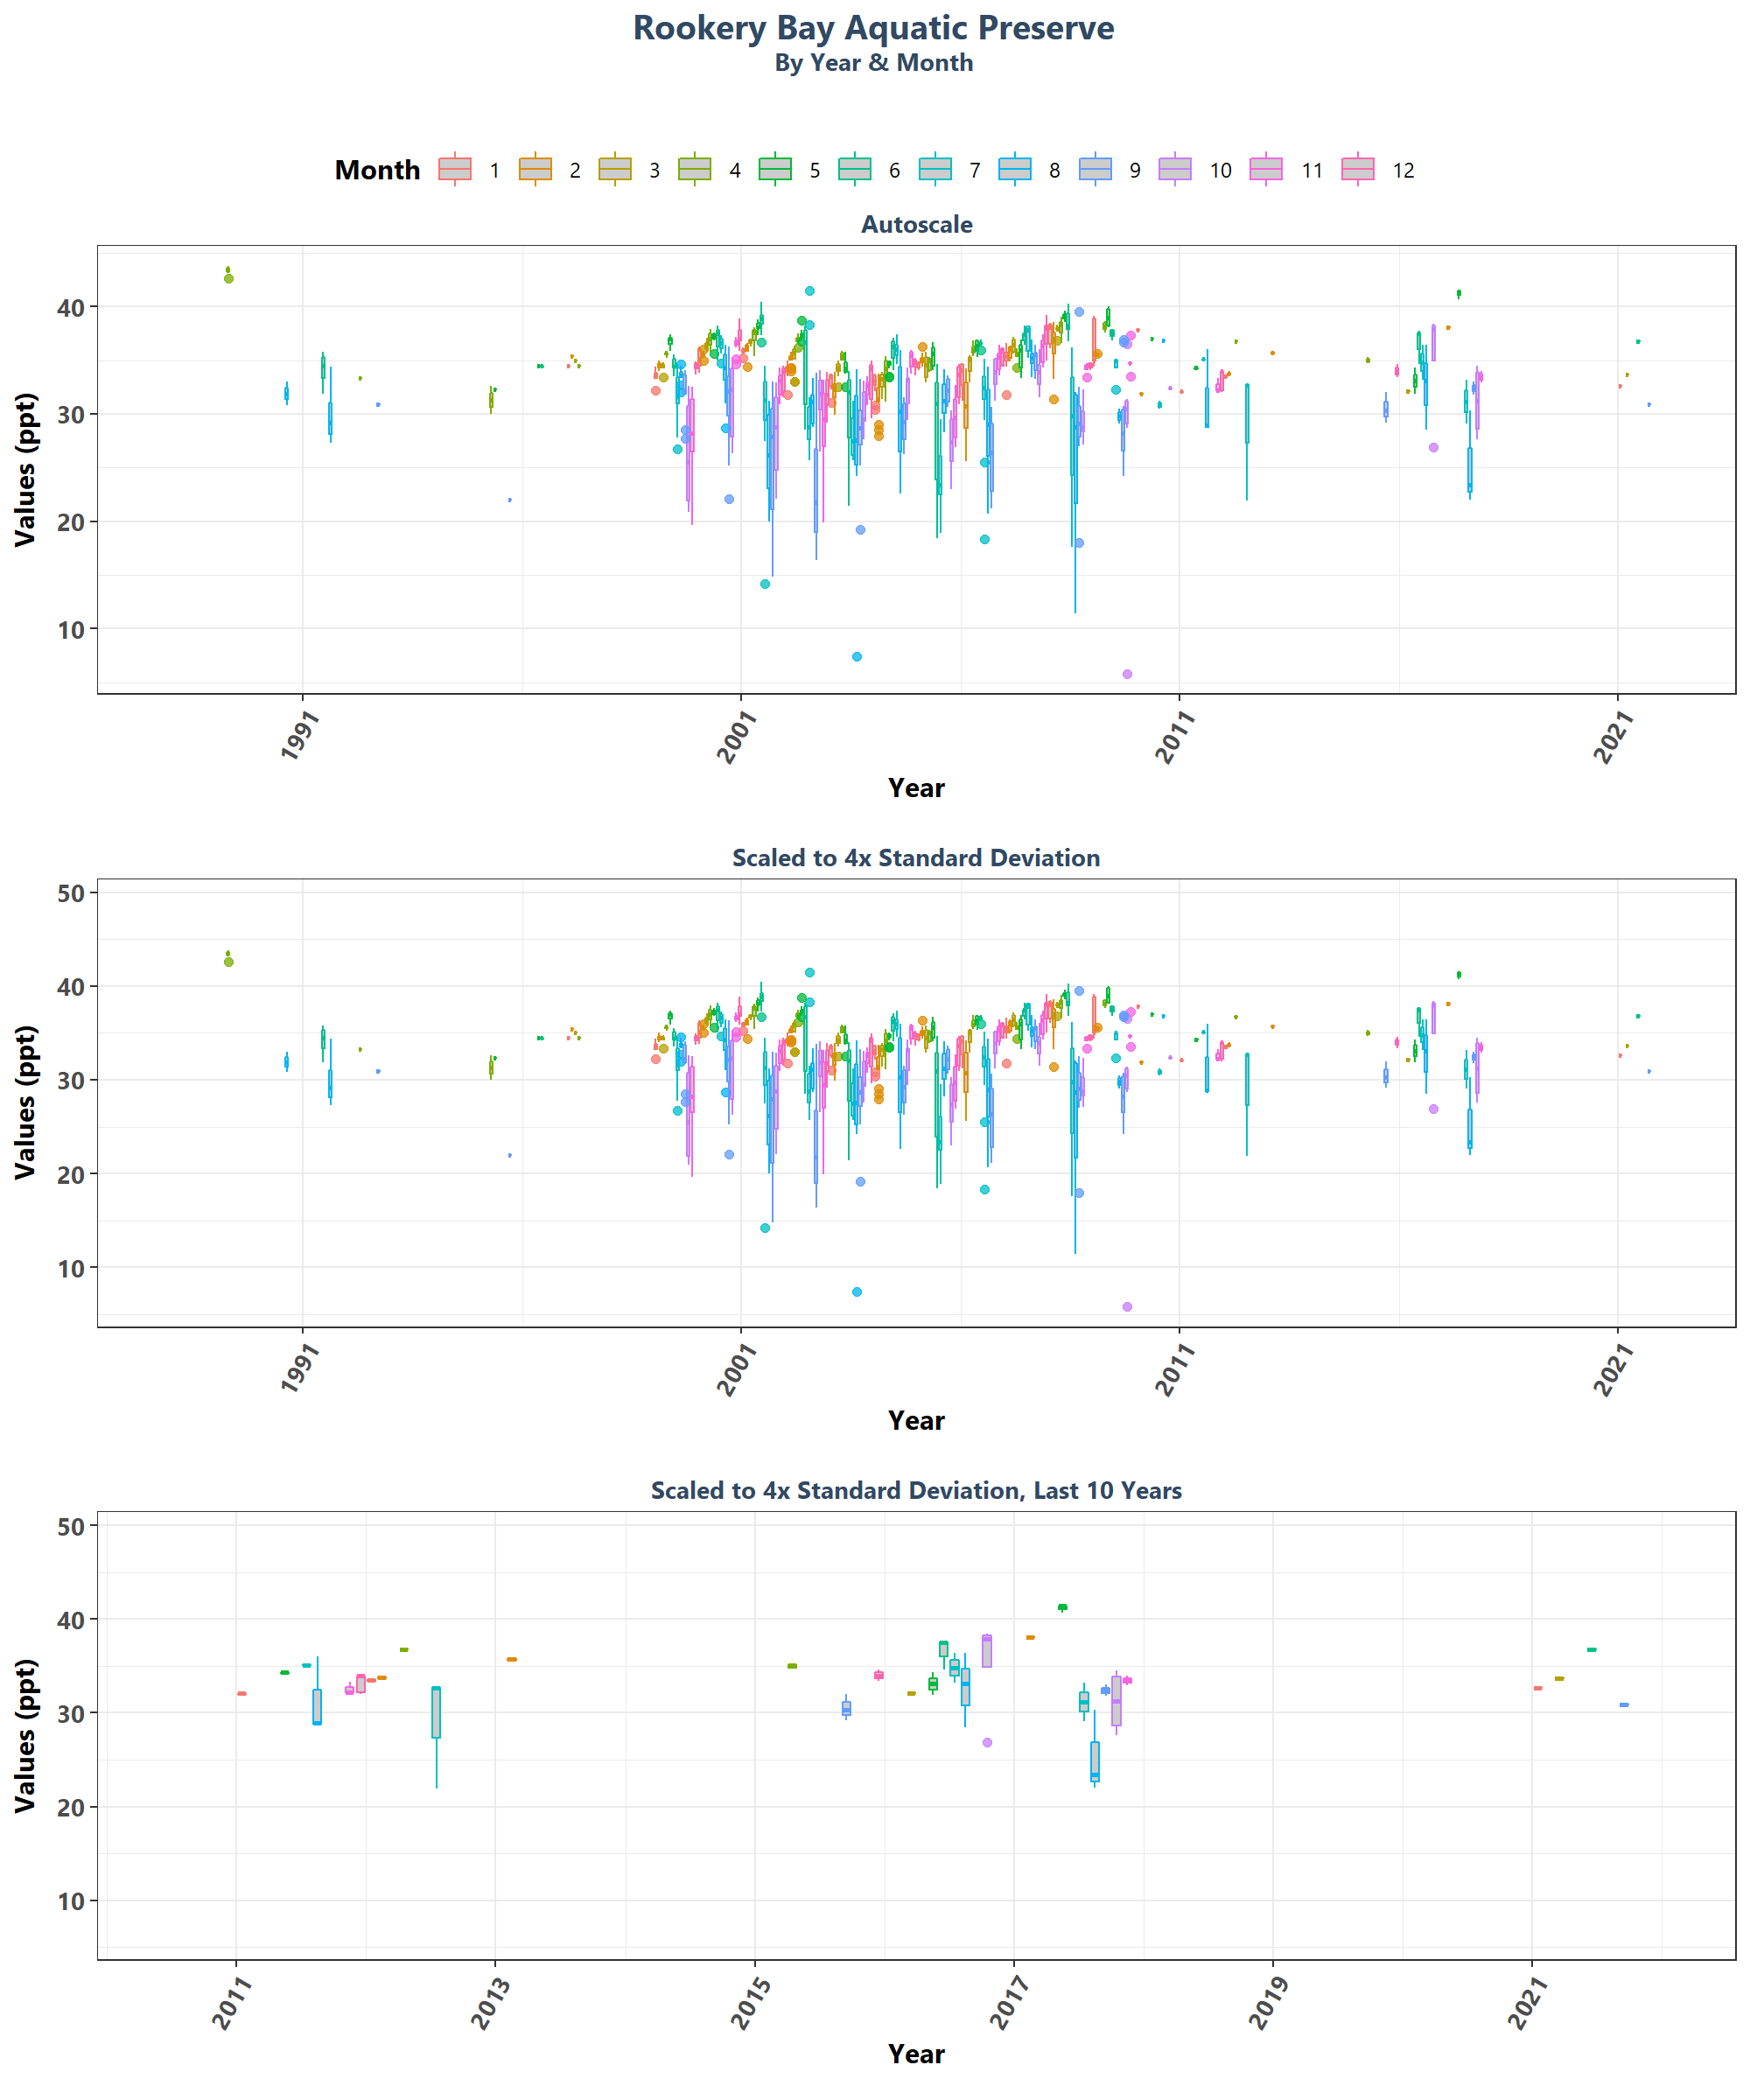 Rookery Bay Aquatic Preserve
By Year & Month
Month 1 2 3 4 5 6 7 8 9 10 11 12
Autoscale
Values (ppt)
40
30
20
10
1991 2001 2011 2021
Year
Scaled to 4x Standard Deviation
Values (ppt)
50
40
30
20
10
1991 2001 2011 2021
Year
Scaled to 4x Standard Deviation, Last 10 Years
Values (ppt)
50
40
30
20
10
2011 2013 2015 2017 2019 2021
Year